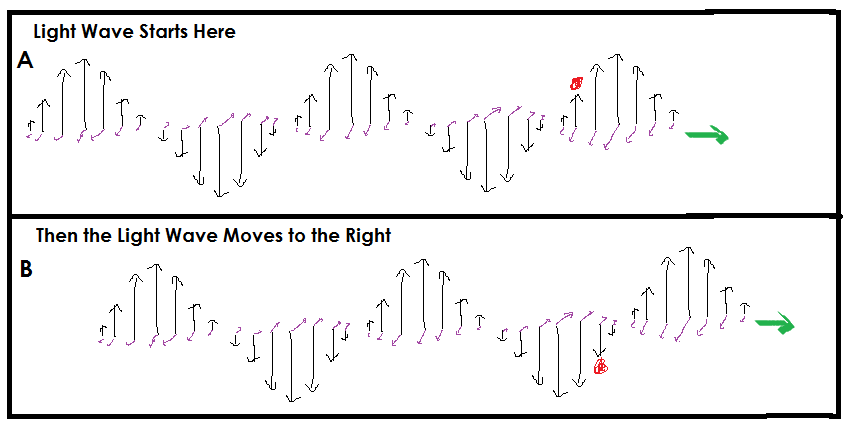 Light Wave Starts Here
A
Then the Light Wave Moves to the Right
B